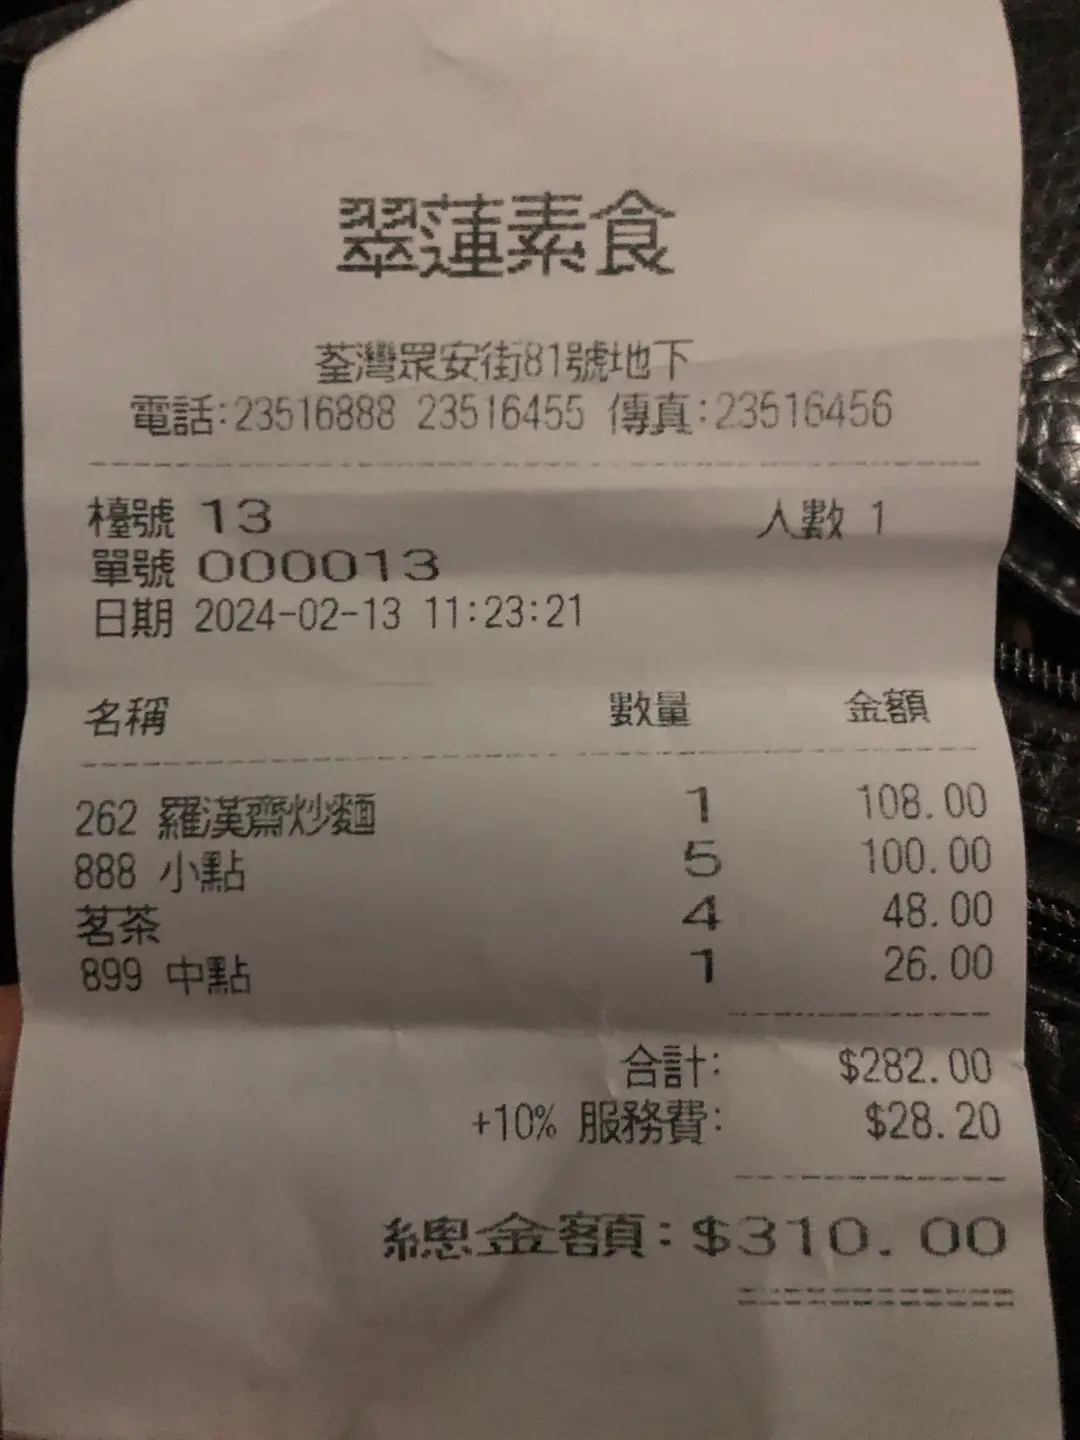 翠蓮素食
荃灣眾安街81號地下
電話:23516888 23516455 傳真:23516456
檯號 13 人數 1
單號 000013
日期 2024-02-13 11:23:21
名稱 數量 金額
262 羅漢齋炒麵 1 108.00
888 小點 5 100.00
茗茶 4 48.00
899 中點 1 26.00
合計: $282.00
+10% 服務費: $28.20
總金額: $310.00